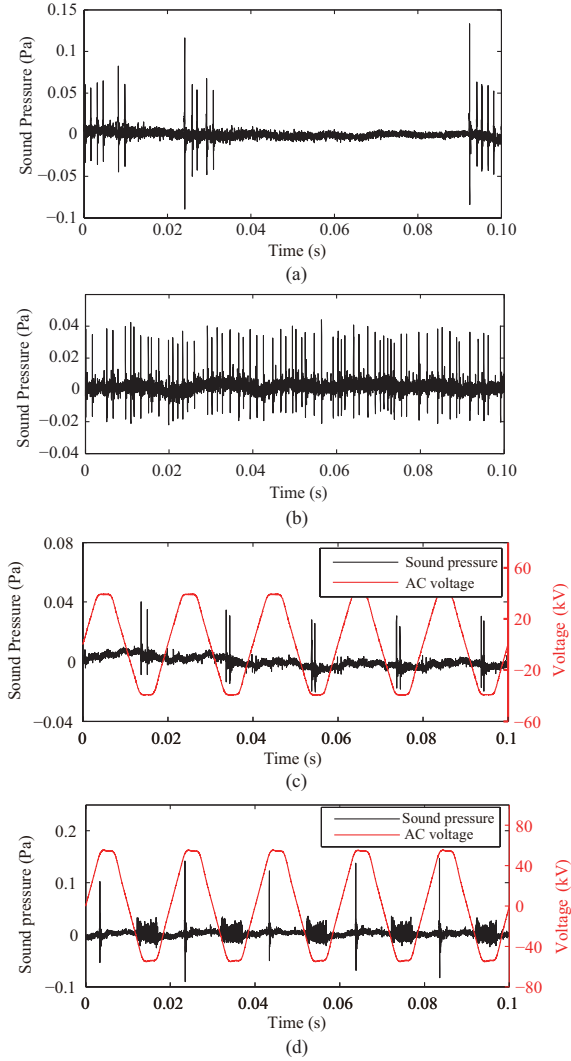 0.15
0.10
0.05
0
−0.05
−0.1
Sound Pressure (Pa)
0 0.02 0.04 0.06 0.08 0.10
Time (s)
(a)
0.04
0.02
0
−0.02
−0.04
Sound Pressure (Pa)
0 0.02 0.04 0.06 0.08 0.10
Time (s)
(b)
0.08
0.04
0
−0.04
Sound Pressure (Pa)
Sound pressure
AC voltage
60
40
20
−20
−40
−60
Voltage (kV)
0 0.02 0.04 0.06 0.08 0.1
Time (s)
(c)
0.2
0.1
0
−0.1
Sound pressure (Pa)
Sound pressure
AC voltage
80
40
0
−40
−80
Voltage (kV)
0 0.02 0.04 0.06 0.08 0.1
Time (s)
(d)